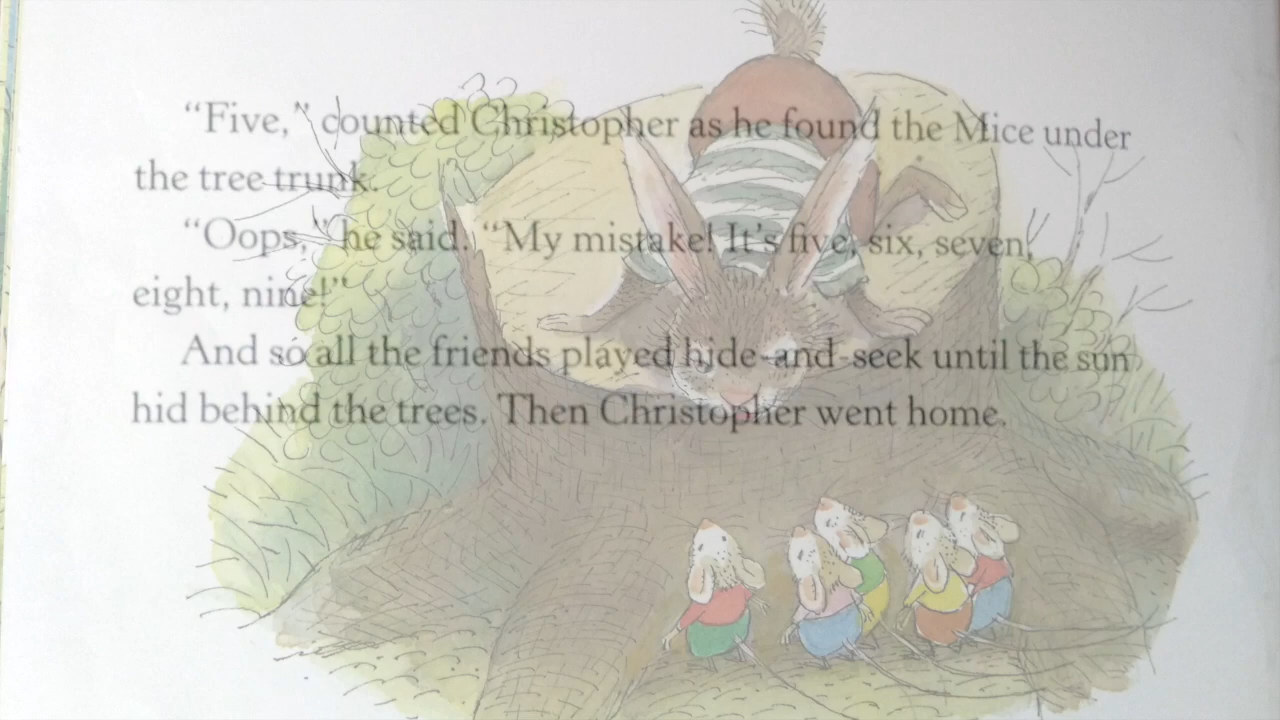 “Five,” counted Christopher as he found the Mice under
the tree trunk.
“Oops,” he said. “My mistake! It’s five, six, seven,
eight, nine!”
And so all the friends played hide-and-seek until the sun
hid behind the trees. Then Christopher went home.